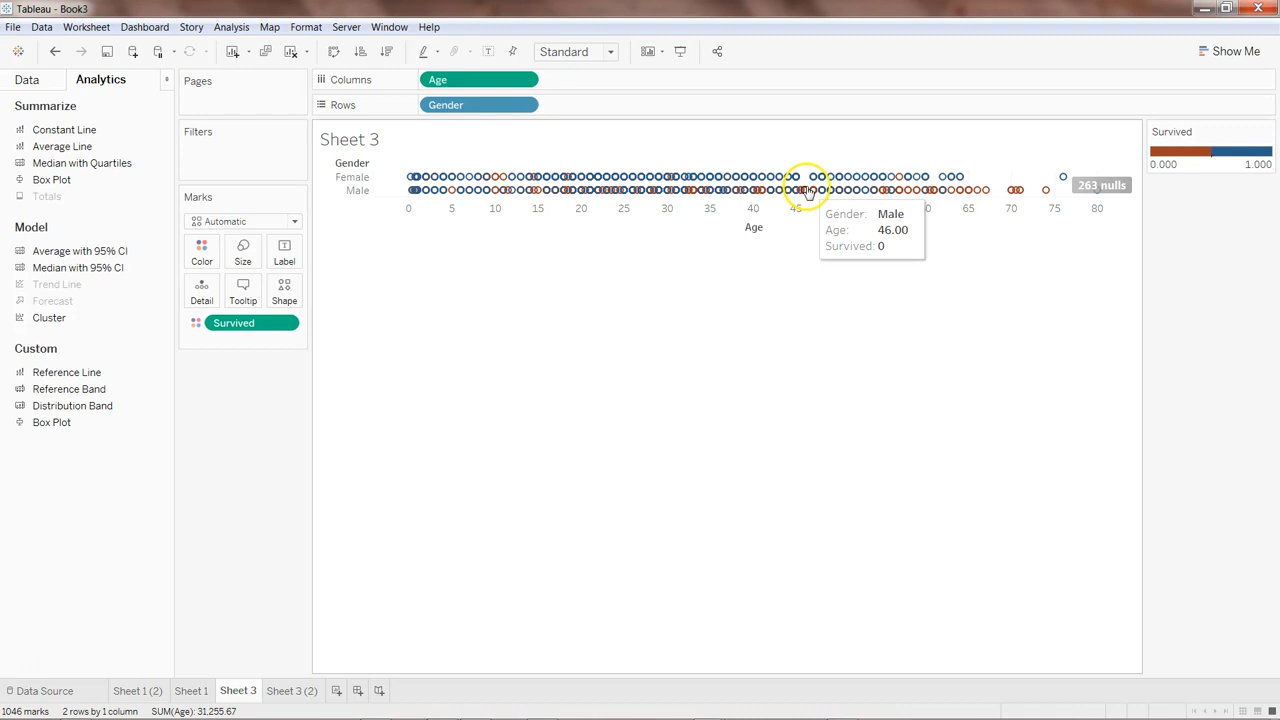 Tableau - Book3
File Data Worksheet Dashboard Story Analysis Map Format Server Window Help
Standard
Show Me
Data Analytics
Summarize
Constant Line
Average Line
Median with Quartiles
Box Plot
Totals
Model
Average with 95% CI
Median with 95% CI
Trend Line
Forecast
Cluster
Custom
Reference Line
Reference Band
Distribution Band
Box Plot
Pages
Filters
Marks
Automatic
Color Size Label
Detail Tooltip Shape
Survived
Columns Age
Rows Gender
Sheet 3
Gender
Female
Male
263 nulls
0 5 10 15 20 25 30 35 40 45 60 65 70 75 80
Age
Gender: Male
Age: 46.00
Survived: 0
Survived
0.000 1.000
Data Source Sheet 1 (2) Sheet 1 Sheet 3 Sheet 3 (2)
1046 marks 2 rows by 1 column SUM(Age): 31,255.67